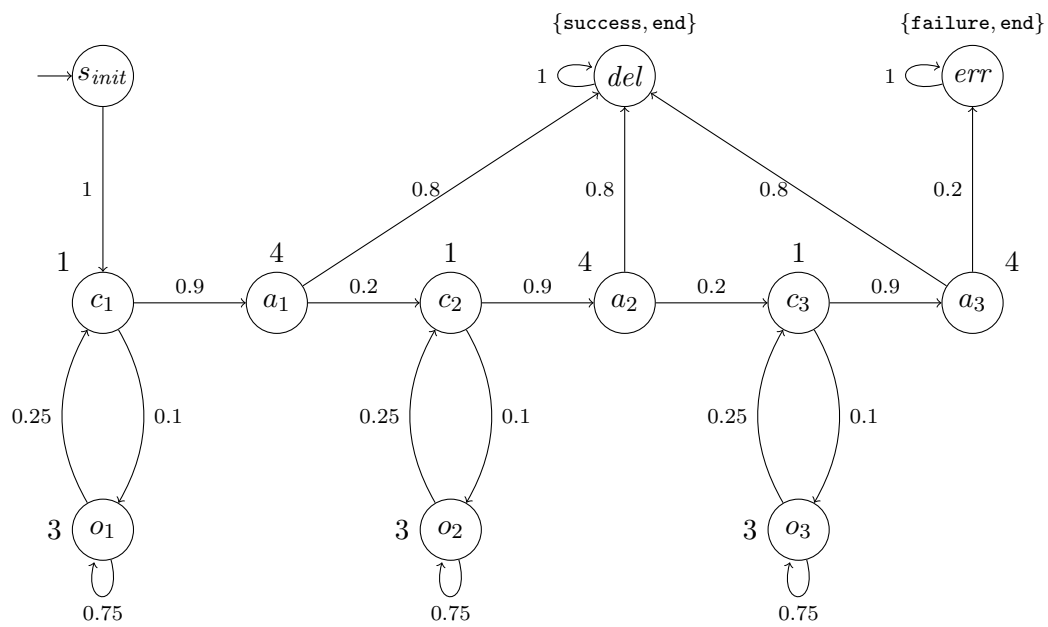 {success, end} {failure, end}
s_init 1 del 1 err
1 0.8 0.8 0.8 0.2
1 4 1 4 1 4
c_1 0.9 a_1 0.2 c_2 0.9 a_2 0.2 c_3 0.9 a_3
0.25 0.1 0.25 0.1 0.25 0.1
3 o_1 3 o_2 3 o_3
0.75 0.75 0.75